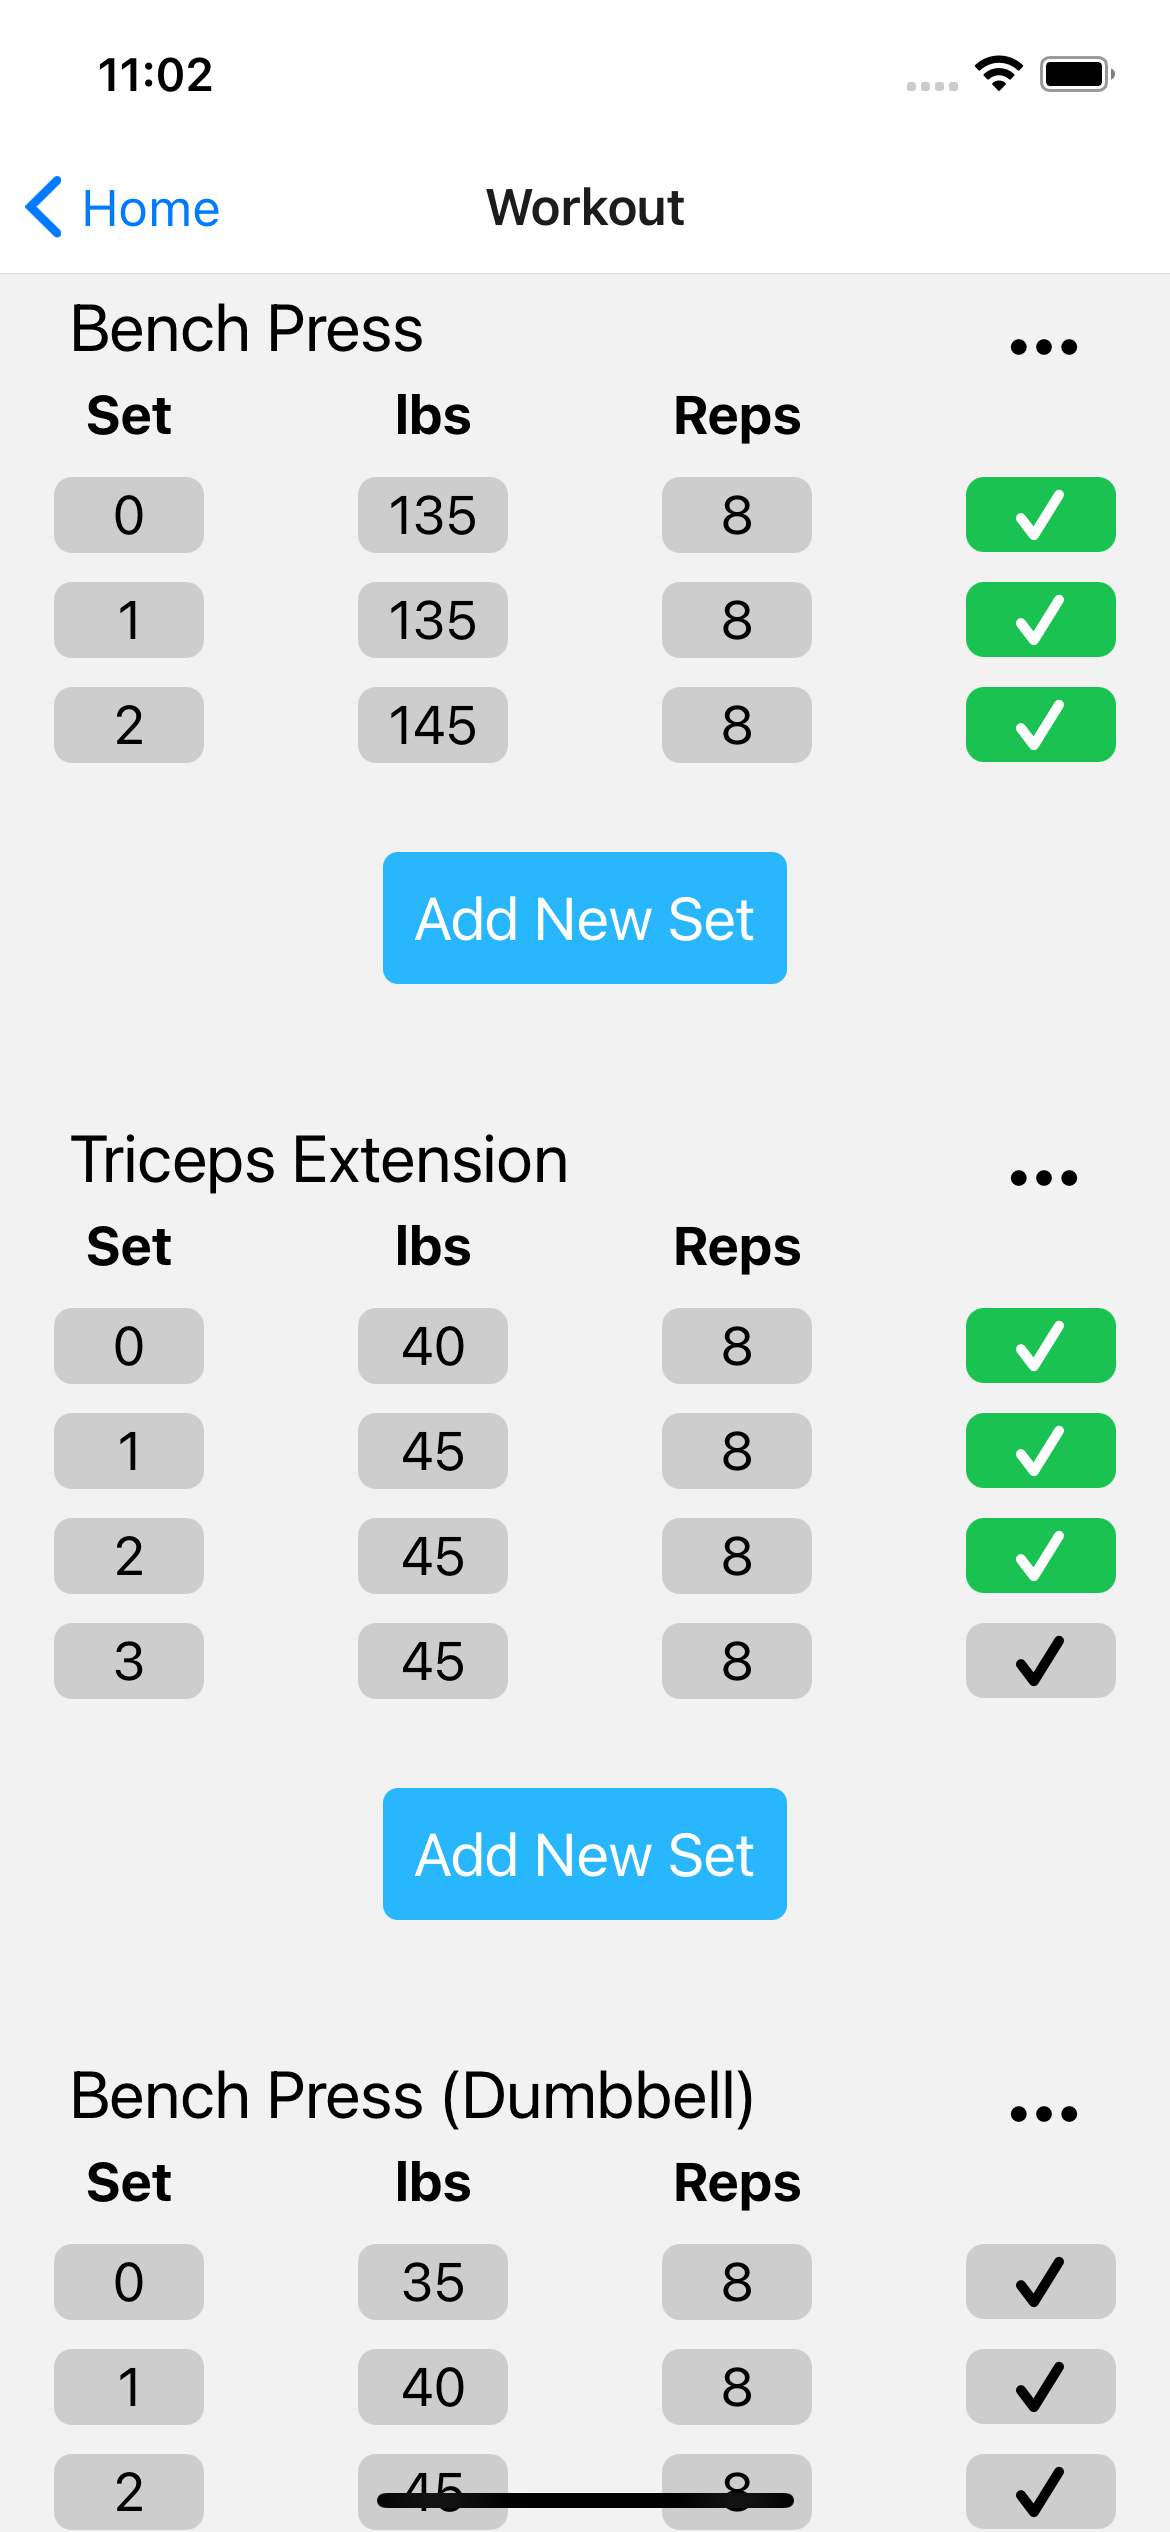 11:02
Home
Workout
Bench Press
Set lbs Reps
0 135 8
1 135 8
2 145 8
Add New Set
Triceps Extension
Set lbs Reps
0 40 8
1 45 8
2 45 8
3 45 8
Add New Set
Bench Press (Dumbbell)
Set lbs Reps
0 35 8
1 40 8
2 45 8